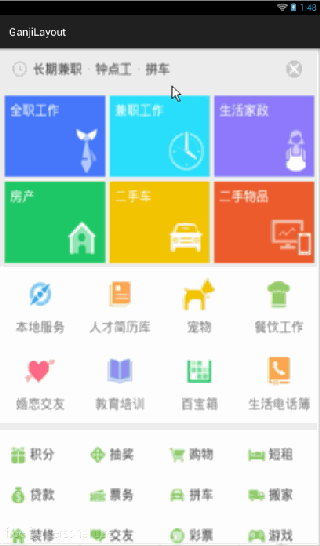 1:48
GanjiLayout
长期兼职 · 钟点工 · 拼车
全职工作 兼职工作 生活家政
房产 二手车 二手物品
本地服务 人才简历库 宠物 餐饮工作
婚恋交友 教育培训 百宝箱 生活电话簿
积分 抽奖 购物 短租
贷款 票务 拼车 搬家
装修 交友 彩票 游戏